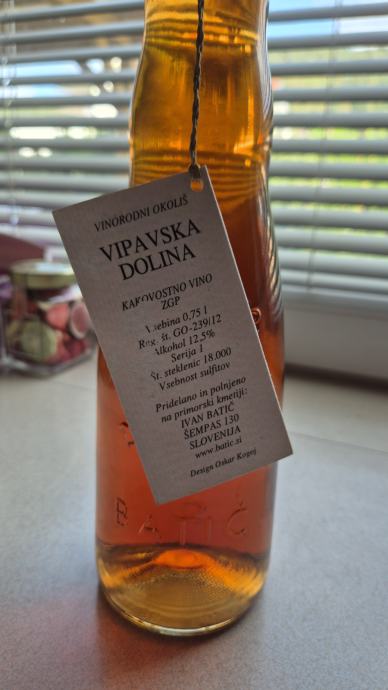 VINORODNI OKOLIŠ
VIPAVSKA
DOLINA
KAKOVOSTNO VINO
ZGP
Vsebina 0.75 l
Reg. št. GO-239/12
Alkohol 12.5%
Serija 1
Št. steklenic 18.000
Vsebnost sulfitov
Pridelano in polnjeno
na primorski kmetiji:
IVAN BATIČ
ŠEMPAS 130
SLOVENIJA
www.batic.si
Design Oskar Kogoj
BATIČ